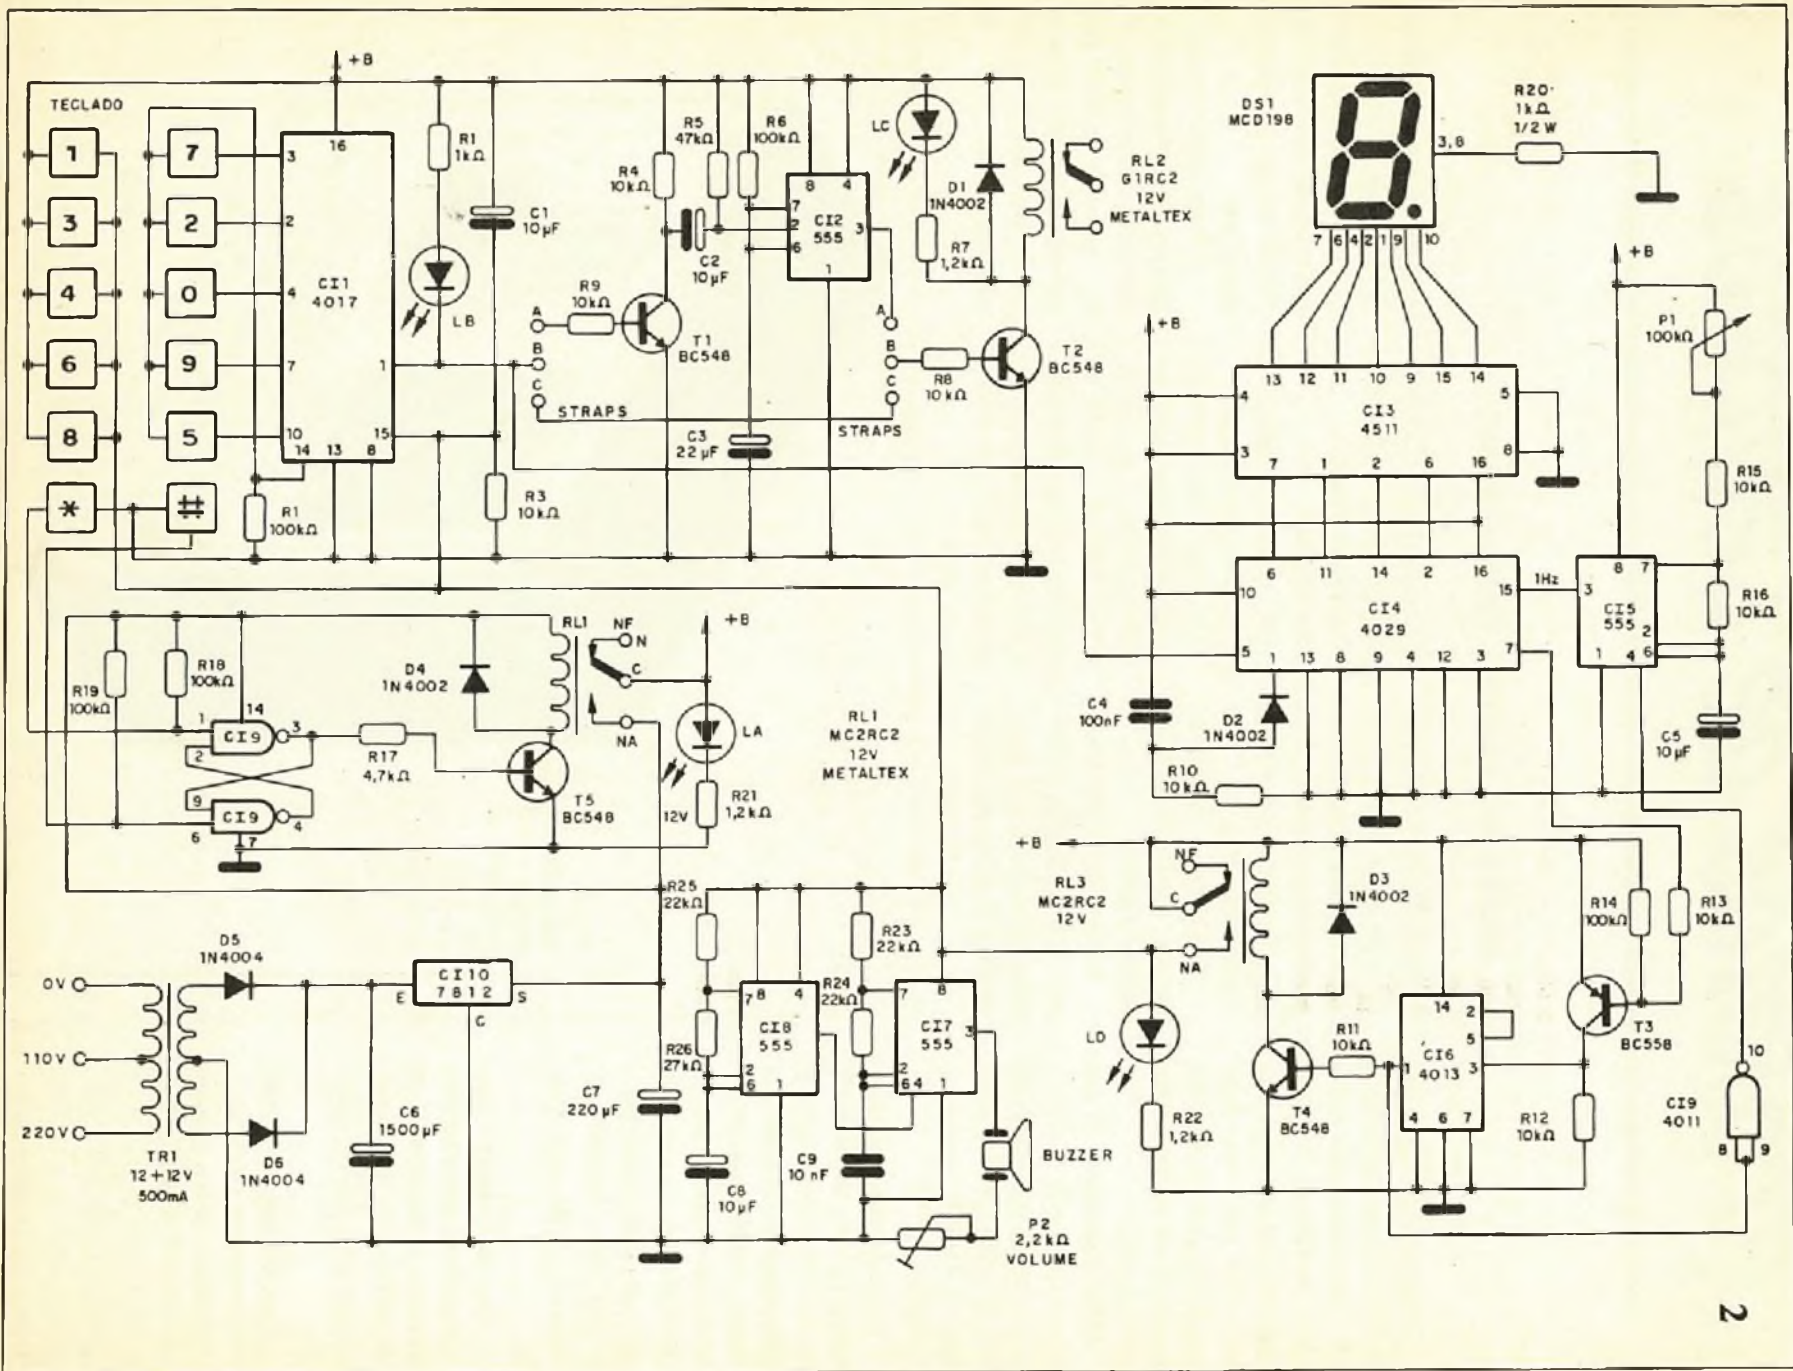 +B
TECLADO
1
7
3
2
4
0
6
9
8
5
*
#
16
3
2
4
7
10
CI1
4017
1
15
14
13
8
R1
1kΩ
LB
C1
10µF
R1
100kΩ
R3
10kΩ
A
B
C
STRAPS
R9
10kΩ
R4
10kΩ
T1
BC548
R5
47kΩ
R6
100kΩ
C2
10µF
8
4
7
2
6
CI2
555
3
1
C3
22µF
LC
R7
1,2kΩ
D1
1N4002
RL2
G1RC2
12V
METALTEX
A
B
C
STRAPS
R8
10kΩ
T2
BC548
DS1
MCD198
3,8
R20
1kΩ
1/2W
7 6 4 2 1 9 10
+B
+B
P1
100kΩ
13 12 11 10 9 15 14
4
3
CI3
4511
5
8
7 1 2 6 16
R15
10kΩ
6 11 14 2 16
10
5
CI4
4029
15
7
1 13 8 9 4 12 3
1Hz
8
7
3
CI5
555
2
6
1
4
R16
10kΩ
C4
100nF
D2
1N4002
R10
10kΩ
C5
10µF
R19
100kΩ
R18
100kΩ
14
1
CI9
3
2
9
CI9
4
6
7
R17
4,7kΩ
D4
1N4002
T5
BC548
RL1
NF
N
C
NA
+B
LA
R21
1,2kΩ
12V
RL1
MC2RC2
12V
METALTEX
0V
110V
220V
TR1
12+12V
500mA
D5
1N4004
D6
1N4004
C6
1500µF
E
CI10
7812
S
C
C7
220µF
R25
22kΩ
R26
27kΩ
7
8
4
CI8
555
2
6
1
C8
10µF
R23
22kΩ
R24
22kΩ
7
8
CI7
555
3
2
6 4 1
C9
10nF
BUZZER
P2
2,2kΩ
VOLUME
+B
RL3
MC2RC2
12V
NF
C
NA
D3
1N4002
LD
R22
1,2kΩ
T4
BC548
R11
10kΩ
14
2
5
CI6
4013
1
3
4 6 7
R14
100kΩ
R13
10kΩ
T3
BC558
R12
10kΩ
10
CI9
4011
8
9
2